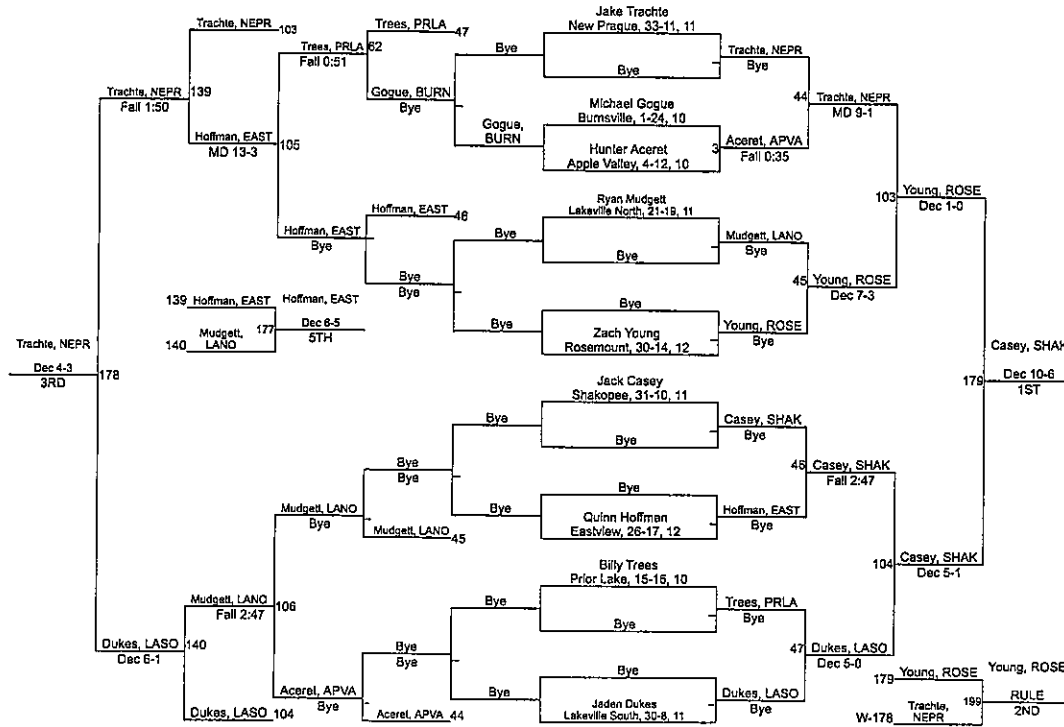 Jake Trachte
New Prague, 33-11, 11
Trachte, NEPR
103
Trees, PRLA
47
Bye
Trees, PRLA
62
Fall 0:51
Trachte, NEPR
Bye
Bye
Trachte, NEPR
139
Fall 1:50
Gogue, BURN
Bye
Michael Gogue
Burnsville, 1-24, 10
44
Trachte, NEPR
MD 9-1
Hoffman, EAST
105
MD 13-3
Gogue,
BURN
Hunter Aceret
Apple Valley, 4-12, 10
3
Aceret, APVA
Fall 0:35
Ryan Mudgett
Lakeville North, 21-19, 11
103
Young, ROSE
Dec 1-0
Hoffman, EAST
46
Hoffman, EAST
Bye
Bye
Mudgett, LANO
Bye
Bye
Bye
Bye
45
Young, ROSE
Dec 7-3
139
Hoffman, EAST
Hoffman, EAST
177
Dec 6-5
5TH
Mudgett,
LANO
140
Bye
Zach Young
Rosemount, 30-14, 12
Young, ROSE
Bye
Trachte, NEPR
Dec 4-3
3RD
178
Casey, SHAK
179
Dec 10-6
1ST
Jack Casey
Shakopee, 31-10, 11
Bye
Casey, SHAK
Bye
Bye
Bye
Bye
46
Casey, SHAK
Fall 2:47
Mudgett, LANO
Bye
Mudgett, LANO
45
Bye
Quinn Hoffman
Eastview, 26-17, 12
Hoffman, EAST
Bye
Billy Trees
Prior Lake, 15-15, 10
104
Casey, SHAK
Dec 5-1
Mudgett, LANO
106
Fall 2:47
Bye
Trees, PRLA
Bye
Bye
Dukes, LASO
140
Dec 6-1
Bye
Bye
47
Dukes, LASO
Dec 5-0
Aceret, APVA
Bye
Bye
Jaden Dukes
Lakeville South, 30-8, 11
Dukes, LASO
Bye
Dukes, LASO
104
Aceret, APVA
44
179
Young, ROSE
Young, ROSE
199
RULE
2ND
W-178
Trachte,
NEPR